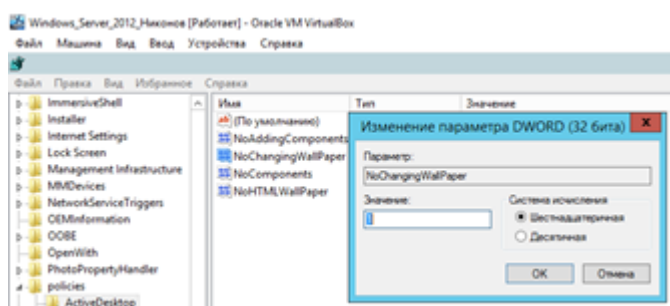 Windows_Server_2012_Никонов [Работает] - Oracle VM VirtualBox
Файл Машина Вид Ввод Устройства Справка
Файл Правка Вид Избранное Справка
ImmersiveShell
Installer
Internet Settings
Lock Screen
Management Infrastructure
MMDevices
NetworkServiceTriggers
OEMInformation
OOBE
OpenWith
PhotoPropertyHandler
policies
ActiveDesktop
Имя Тип Значение
(По умолчанию)
NoAddingComponents
NoChangingWallPaper
NoComponents
NoHTMLWallPaper
Изменение параметра DWORD (32 бита)
Параметр:
NoChangingWallPaper
Значение:
Система исчисления
Шестнадцатеричная
Десятичная
OK Отмена